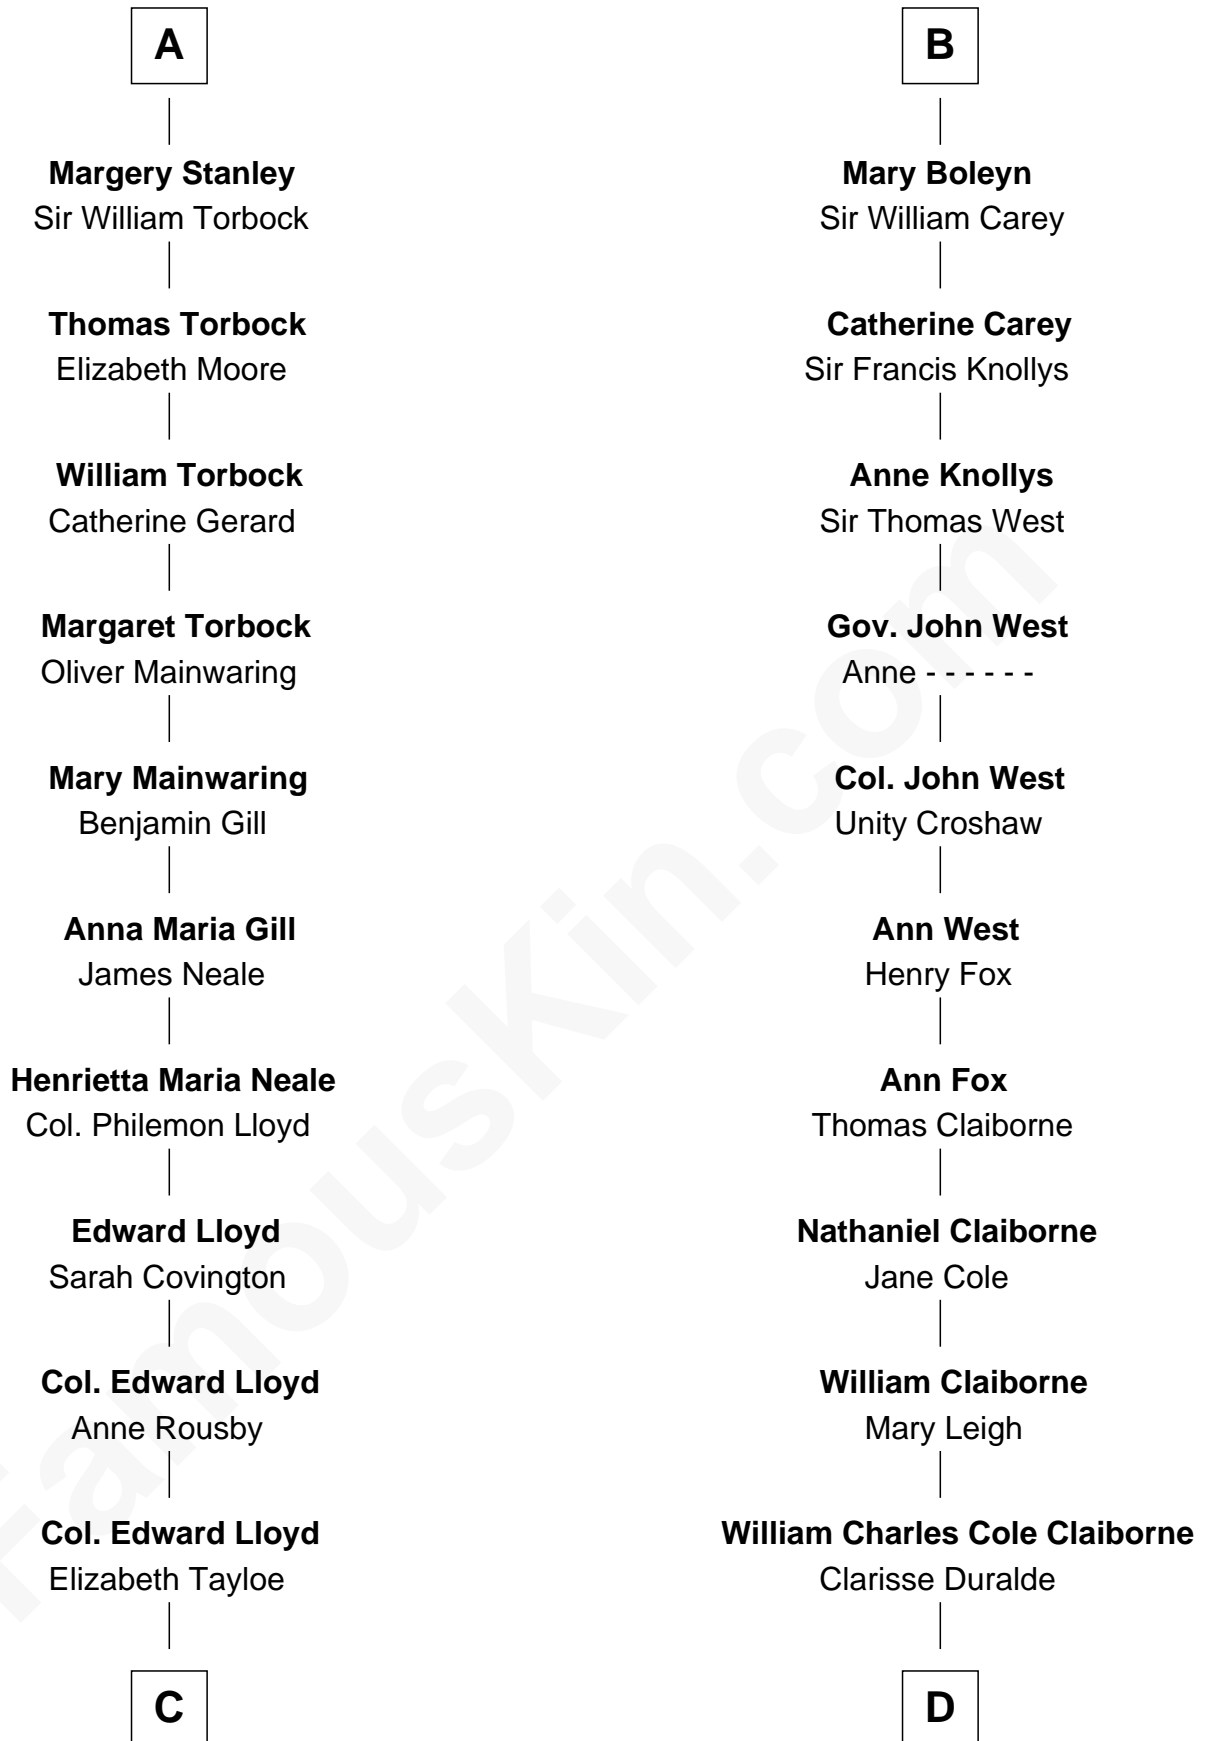 A
Margery Stanley
Sir William Torbock
Thomas Torbock
Elizabeth Moore
William Torbock
Catherine Gerard
Margaret Torbock
Oliver Mainwaring
Mary Mainwaring
Benjamin Gill
Anna Maria Gill
James Neale
Henrietta Maria Neale
Col. Philemon Lloyd
Edward Lloyd
Sarah Covington
Col. Edward Lloyd
Anne Rousby
Col. Edward Lloyd
Elizabeth Tayloe
C
B
Mary Boleyn
Sir William Carey
Catherine Carey
Sir Francis Knollys
Anne Knollys
Sir Thomas West
Gov. John West
Anne - - - - - -
Col. John West
Unity Croshaw
Ann West
Henry Fox
Ann Fox
Thomas Claiborne
Nathaniel Claiborne
Jane Cole
William Claiborne
Mary Leigh
William Charles Cole Claiborne
Clarisse Duralde
D
FamousKin.com